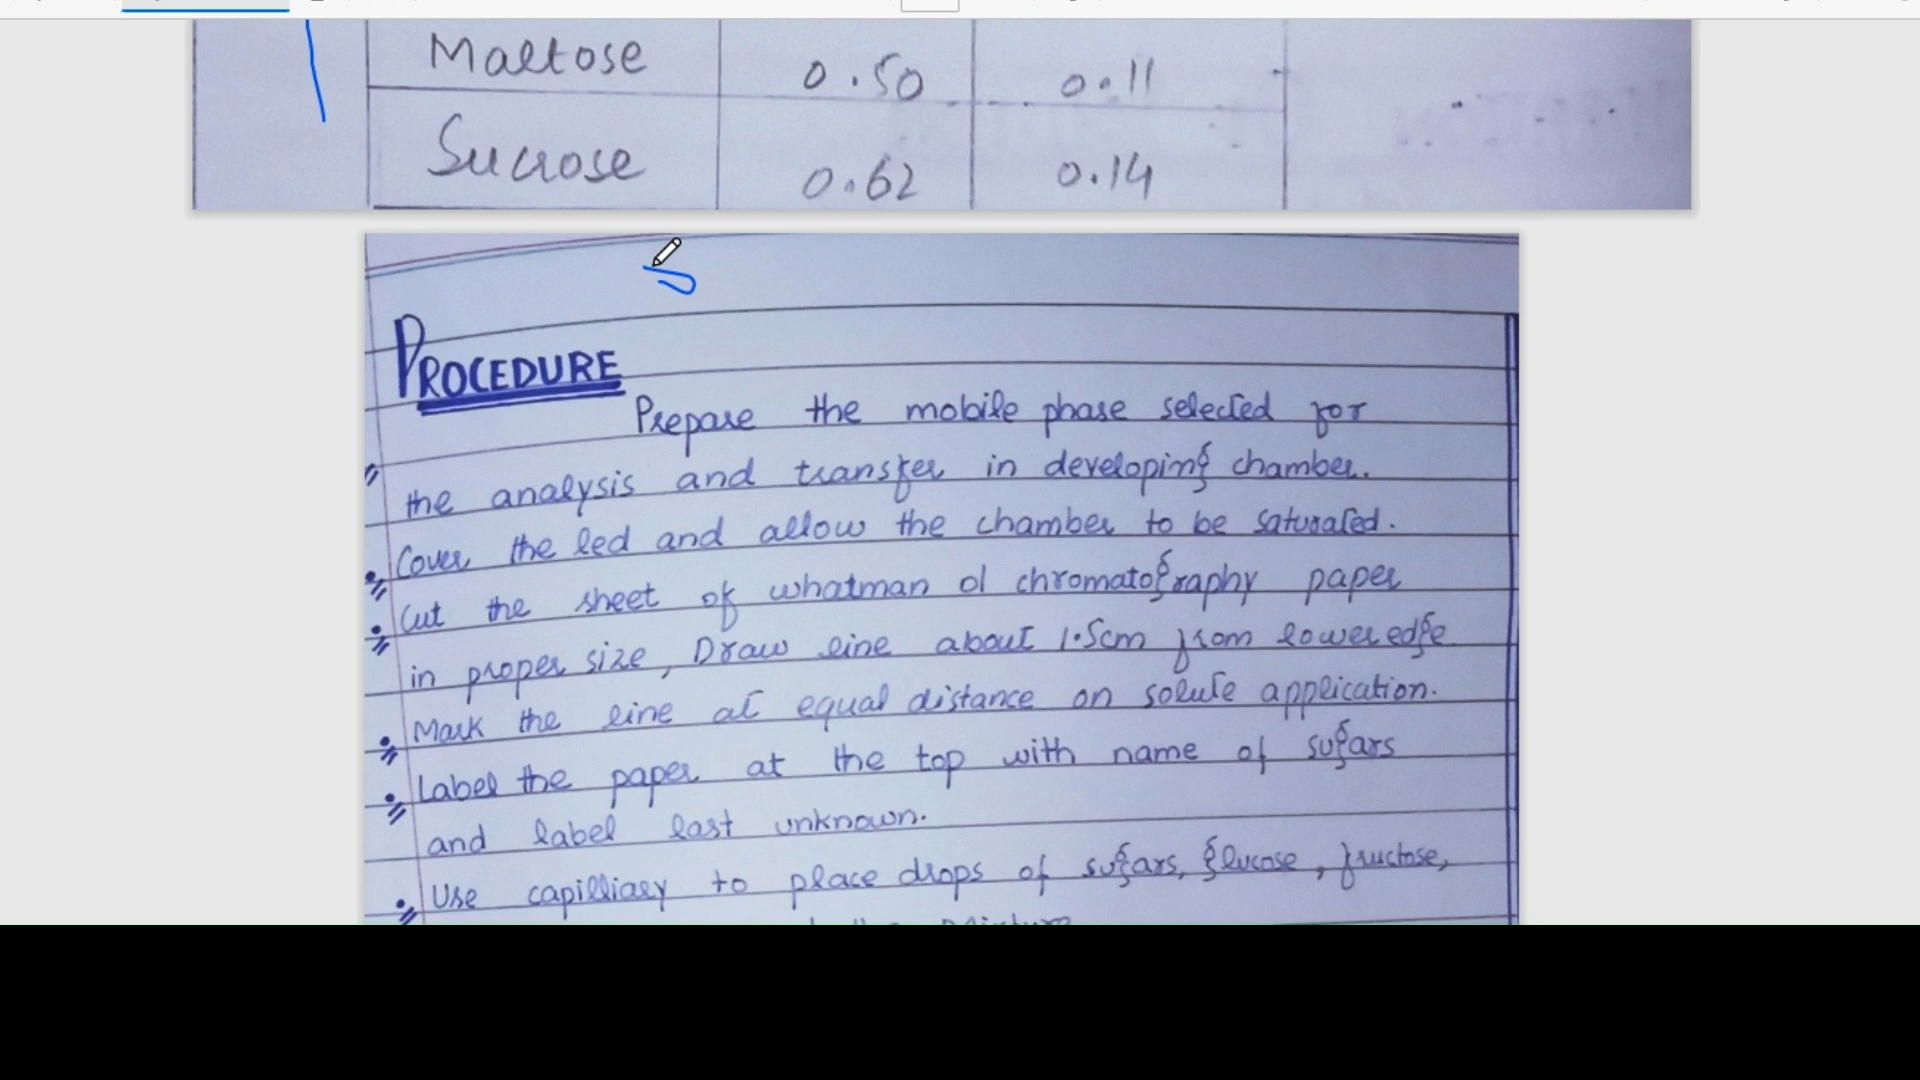 Maltose 0.50 0.11
Sucrose 0.62 0.14
PROCEDURE
Prepare the mobile phase selected for
the analysis and transfer in developing chamber.
Cover the led and allow the chamber to be saturated.
Cut the sheet of whatman 01 chromatography paper
in proper size, Draw line about 1.5cm from lower edge
Mark the line at equal distance on solute application.
Label the paper at the top with name of sugars
and label last unknown.
Use capilliary to place drops of sugars, glucose, fructose,